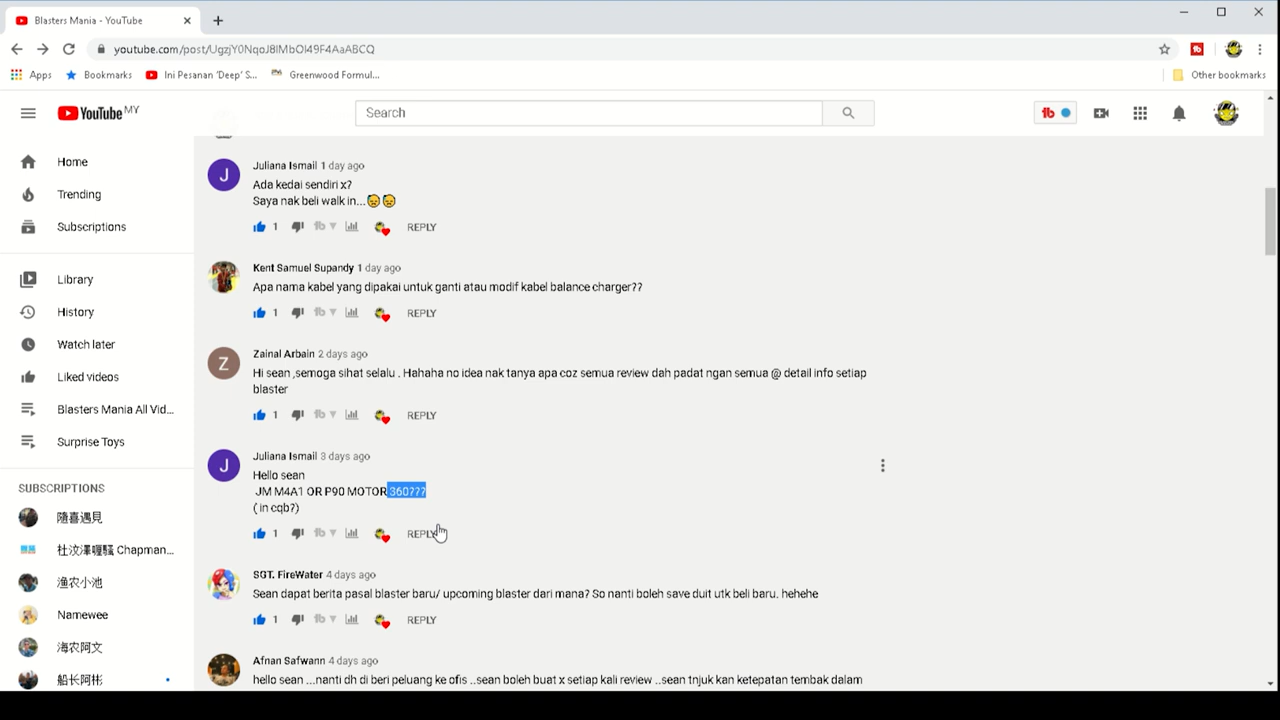 Blasters Mania - YouTube
youtube.com/post/UgzjY0NqoJ8IMbOl49F4AaABCQ
Apps
Bookmarks
Ini Pesanan 'Deep' S...
Greenwood Formul...
Other bookmarks
YouTube MY
Search
Home
Trending
Subscriptions
Library
History
Watch later
Liked videos
Blasters Mania All Vid...
Surprise Toys
SUBSCRIPTIONS
隨喜遇見
杜汶澤喱騷 Chapman...
渔农小池
Namewee
海农阿文
船长阿彬
Juliana Ismail 1 day ago
Ada kedai sendiri x?
Saya nak beli walk in...😥😥
1 REPLY
Kent Samuel Supandy 1 day ago
Apa nama kabel yang dipakai untuk ganti atau modif kabel balance charger??
1 REPLY
Zainal Arbain 2 days ago
Hi sean ,semoga sihat selalu . Hahaha no idea nak tanya apa coz semua review dah padat ngan semua @ detail info setiap
blaster
1 REPLY
Juliana Ismail 3 days ago
Hello sean
JM M4A1 OR P90 MOTOR 360???
( in cqb?)
1 REPLY
SGT. FireWater 4 days ago
Sean dapat berita pasal blaster baru/ upcoming blaster dari mana? So nanti boleh save duit utk beli baru. hehehe
1 REPLY
Afnan Safwann 4 days ago
hello sean ...nanti dh di beri peluang ke ofis ..sean boleh buat x setiap kali review ..sean tnjuk kan ketepatan tembak dalam